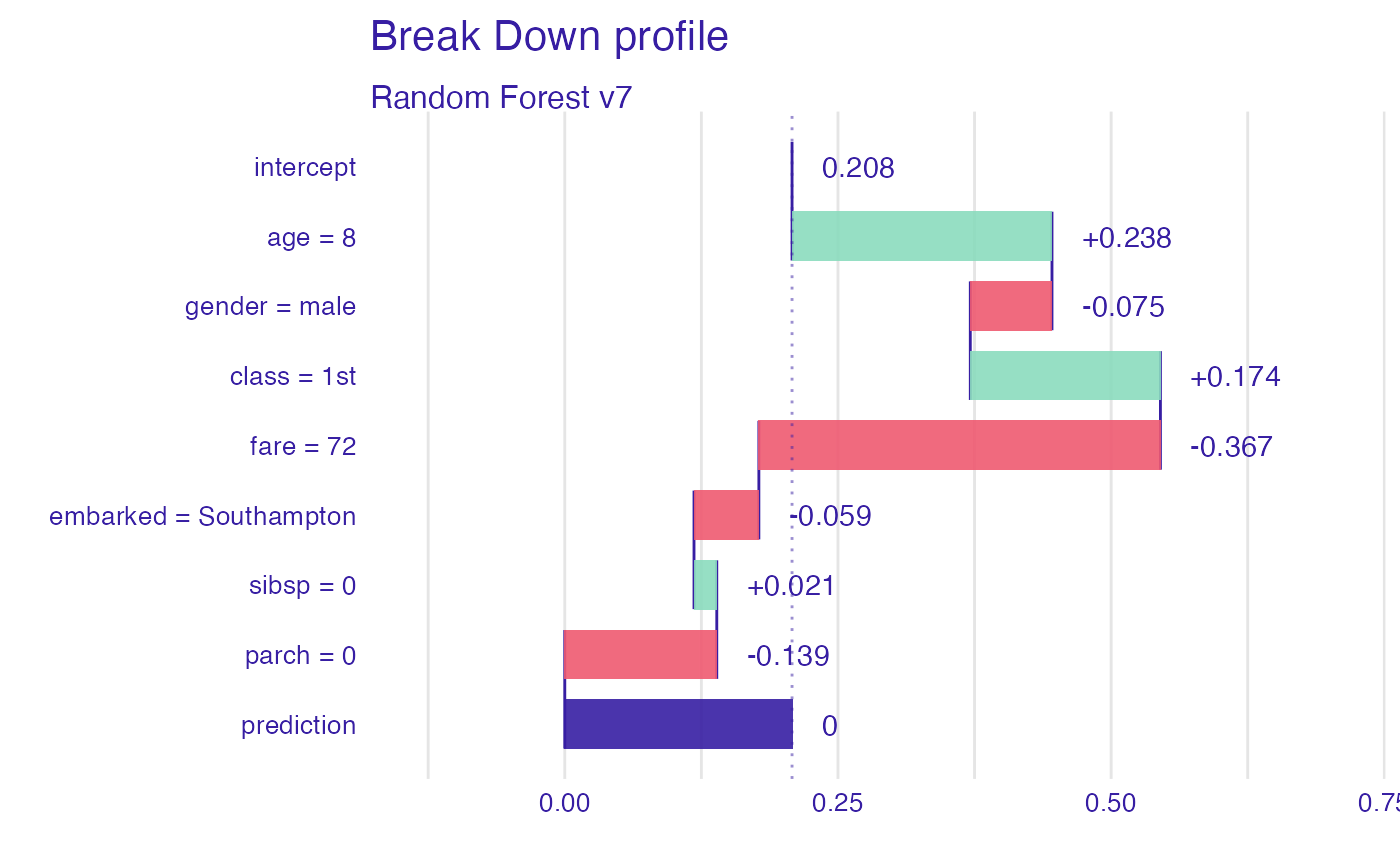 Break Down profile
Random Forest v7
intercept 0.208
age = 8 +0.238
gender = male -0.075
class = 1st +0.174
fare = 72 -0.367
embarked = Southampton -0.059
sibsp = 0 +0.021
parch = 0 -0.139
prediction 0
0.00 0.25 0.50 0.75